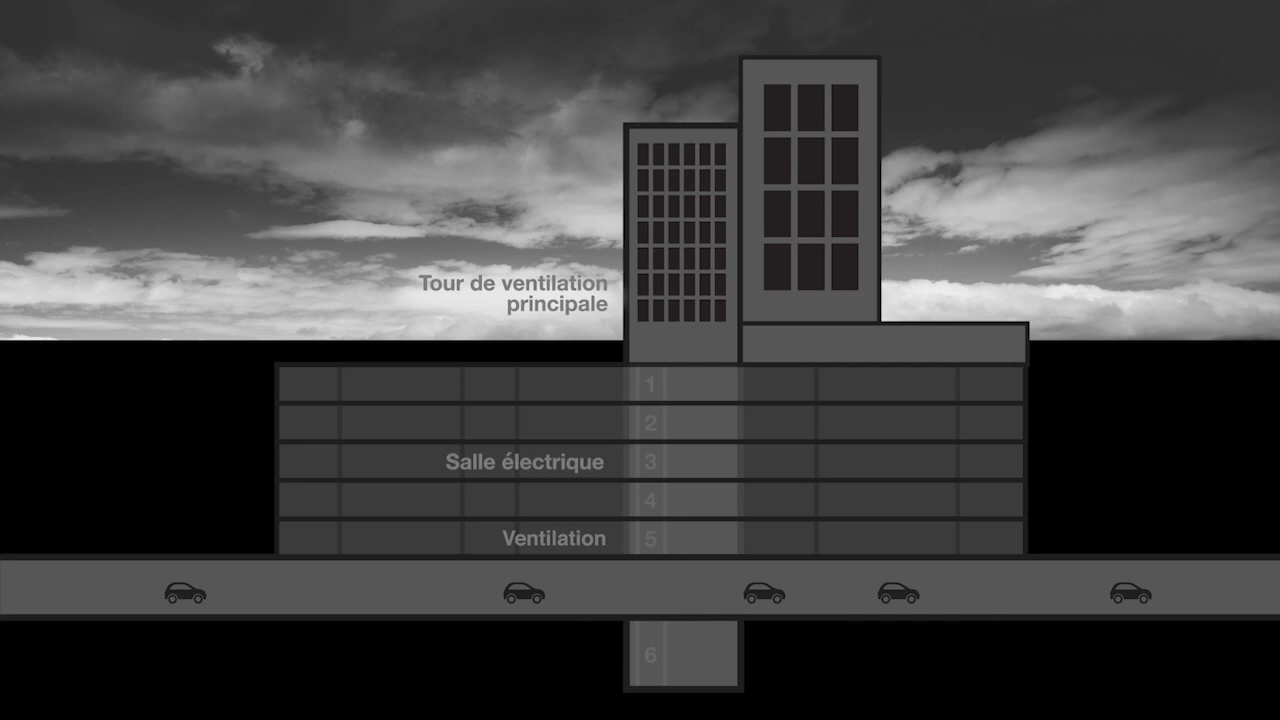 Tour de ventilation
principale
1
2
Salle électrique 3
4
Ventilation 5
6